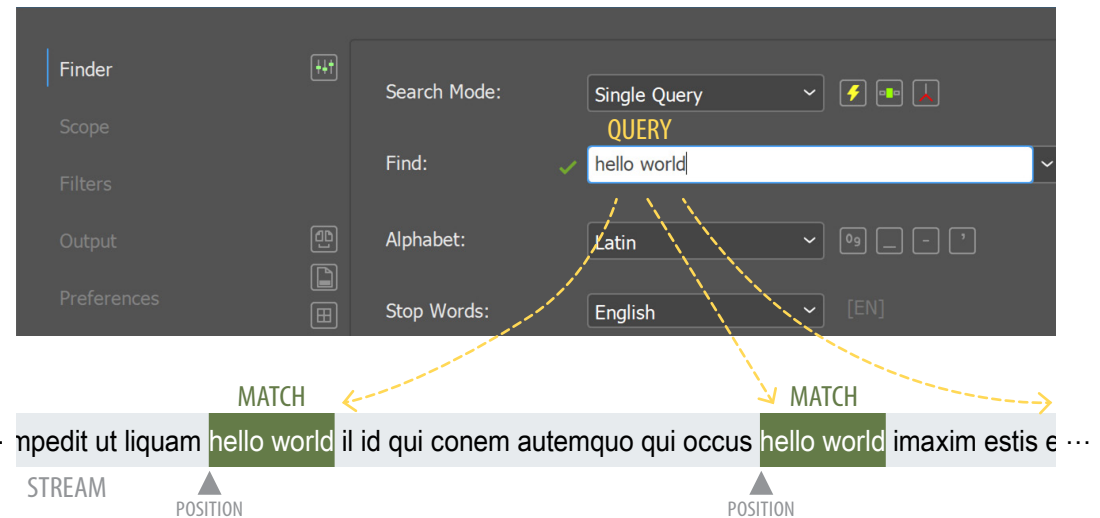 Finder
Search Mode:
Single Query
Scope
QUERY
Find:
hello world
Filters
Output
Alphabet:
Latin
09 _ - '
Preferences
Stop Words:
English
[EN]
MATCH
MATCH
mpedit ut liquam hello world il id qui conem autemquo qui occus hello world imaxim estis e ···
STREAM
POSITION
POSITION